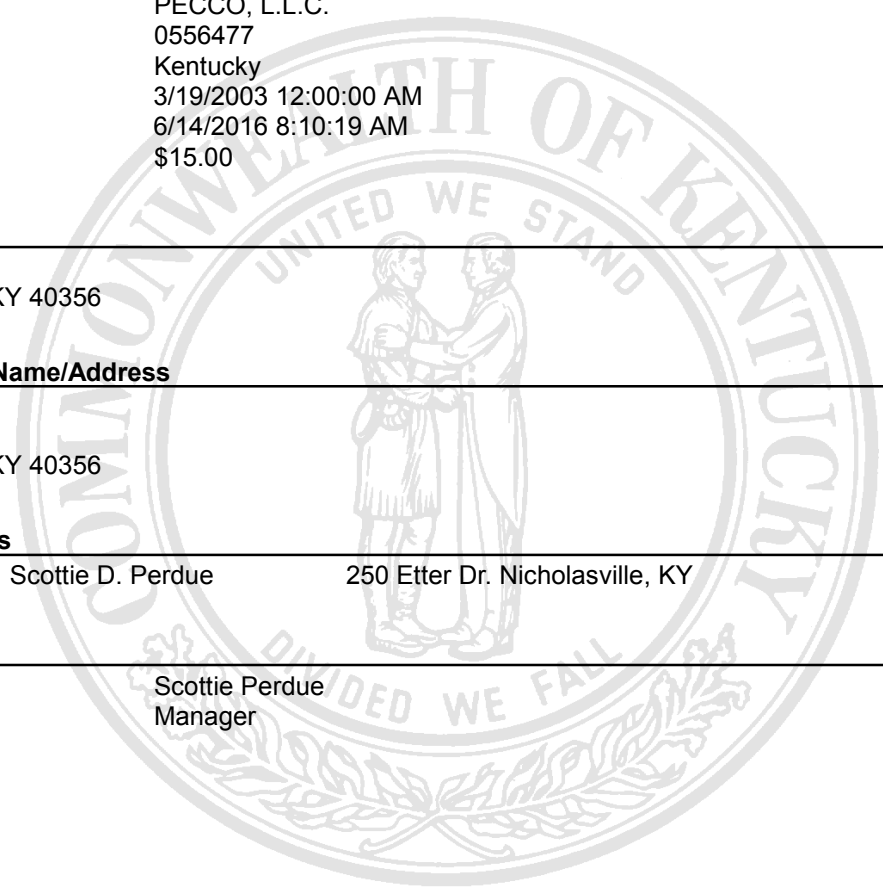 PECCO, L.L.C.
0556477
Kentucky
3/19/2003 12:00:00 AM
6/14/2016 8:10:19 AM
$15.00
KY 40356
Name/Address
KY 40356
s
Scottie D. Perdue 250 Etter Dr. Nicholasville, KY
Scottie Perdue
Manager
COMMONWEALTH OF KENTUCKY
UNITED WE STAND
DIVIDED WE FALL